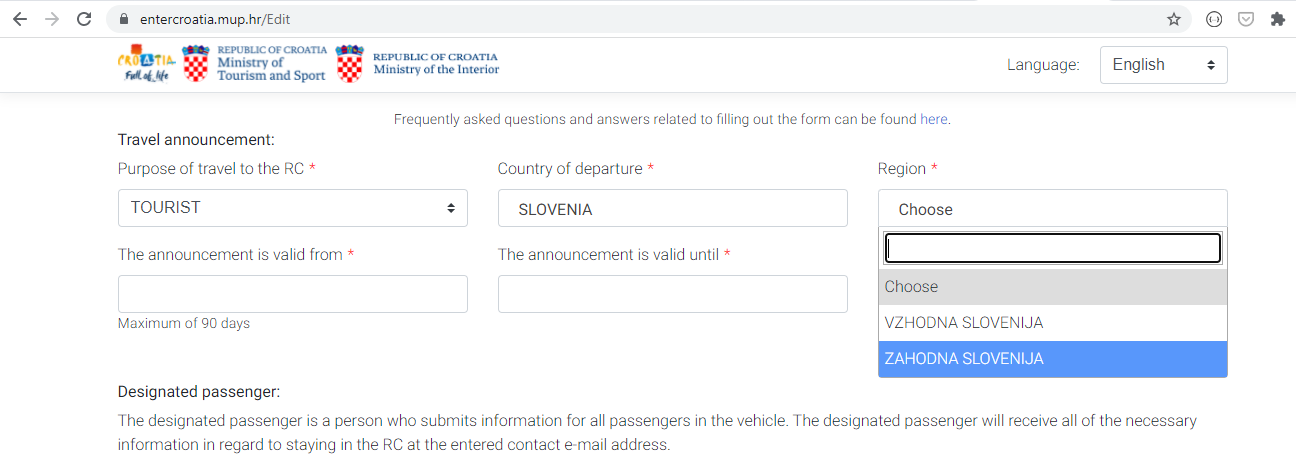 entercroatia.mup.hr/Edit
CROATIA
Full of life
REPUBLIC OF CROATIA
Ministry of
Tourism and Sport
REPUBLIC OF CROATIA
Ministry of the Interior
Language:
English
Frequently asked questions and answers related to filling out the form can be found here.
Travel announcement:
Purpose of travel to the RC *
Country of departure *
Region *
TOURIST
SLOVENIA
Choose
The announcement is valid from *
The announcement is valid until *
Choose
Maximum of 90 days
VZHODNA SLOVENIJA
ZAHODNA SLOVENIJA
Designated passenger:
The designated passenger is a person who submits information for all passengers in the vehicle. The designated passenger will receive all of the necessary
information in regard to staying in the RC at the entered contact e-mail address.